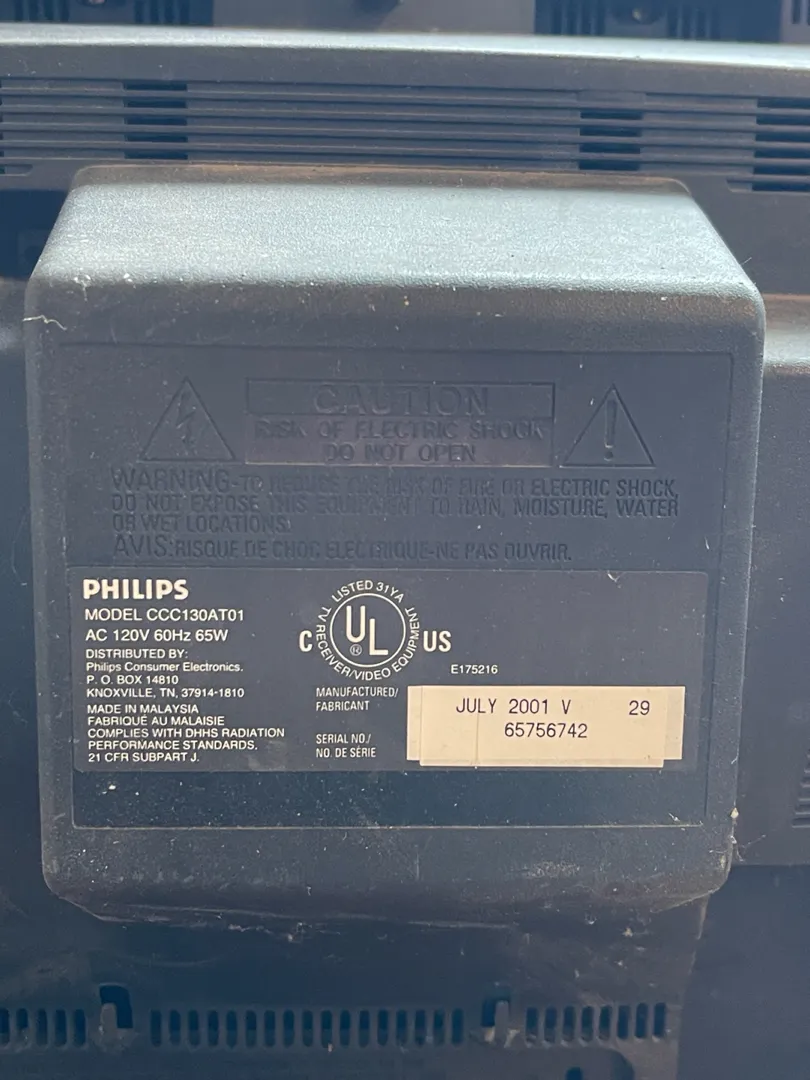 CAUTION
RISK OF ELECTRIC SHOCK
DO NOT OPEN
WARNING-TO REDUCE THE RISK OF FIRE OR ELECTRIC SHOCK,
DO NOT EXPOSE THIS EQUIPMENT TO RAIN, MOISTURE, WATER
OR WET LOCATIONS.
AVIS:RISQUE DE CHOC ELECTRIQUE-NE PAS OUVRIR.
PHILIPS
MODEL CCC130AT01
AC 120V 60Hz 65W
DISTRIBUTED BY:
Philips Consumer Electronics.
P. O. BOX 14810
KNOXVILLE, TN, 37914-1810
MADE IN MALAYSIA
FABRIQUÉ AU MALAISIE
COMPLIES WITH DHHS RADIATION
PERFORMANCE STANDARDS.
21 CFR SUBPART J.
LISTED 31YA
C UL ® US
TV RECEIVER/VIDEO EQUIPMENT
E175216
MANUFACTURED/
FABRICANT
JULY 2001 V 29
SERIAL NO./
NO. DE SÉRIE
65756742